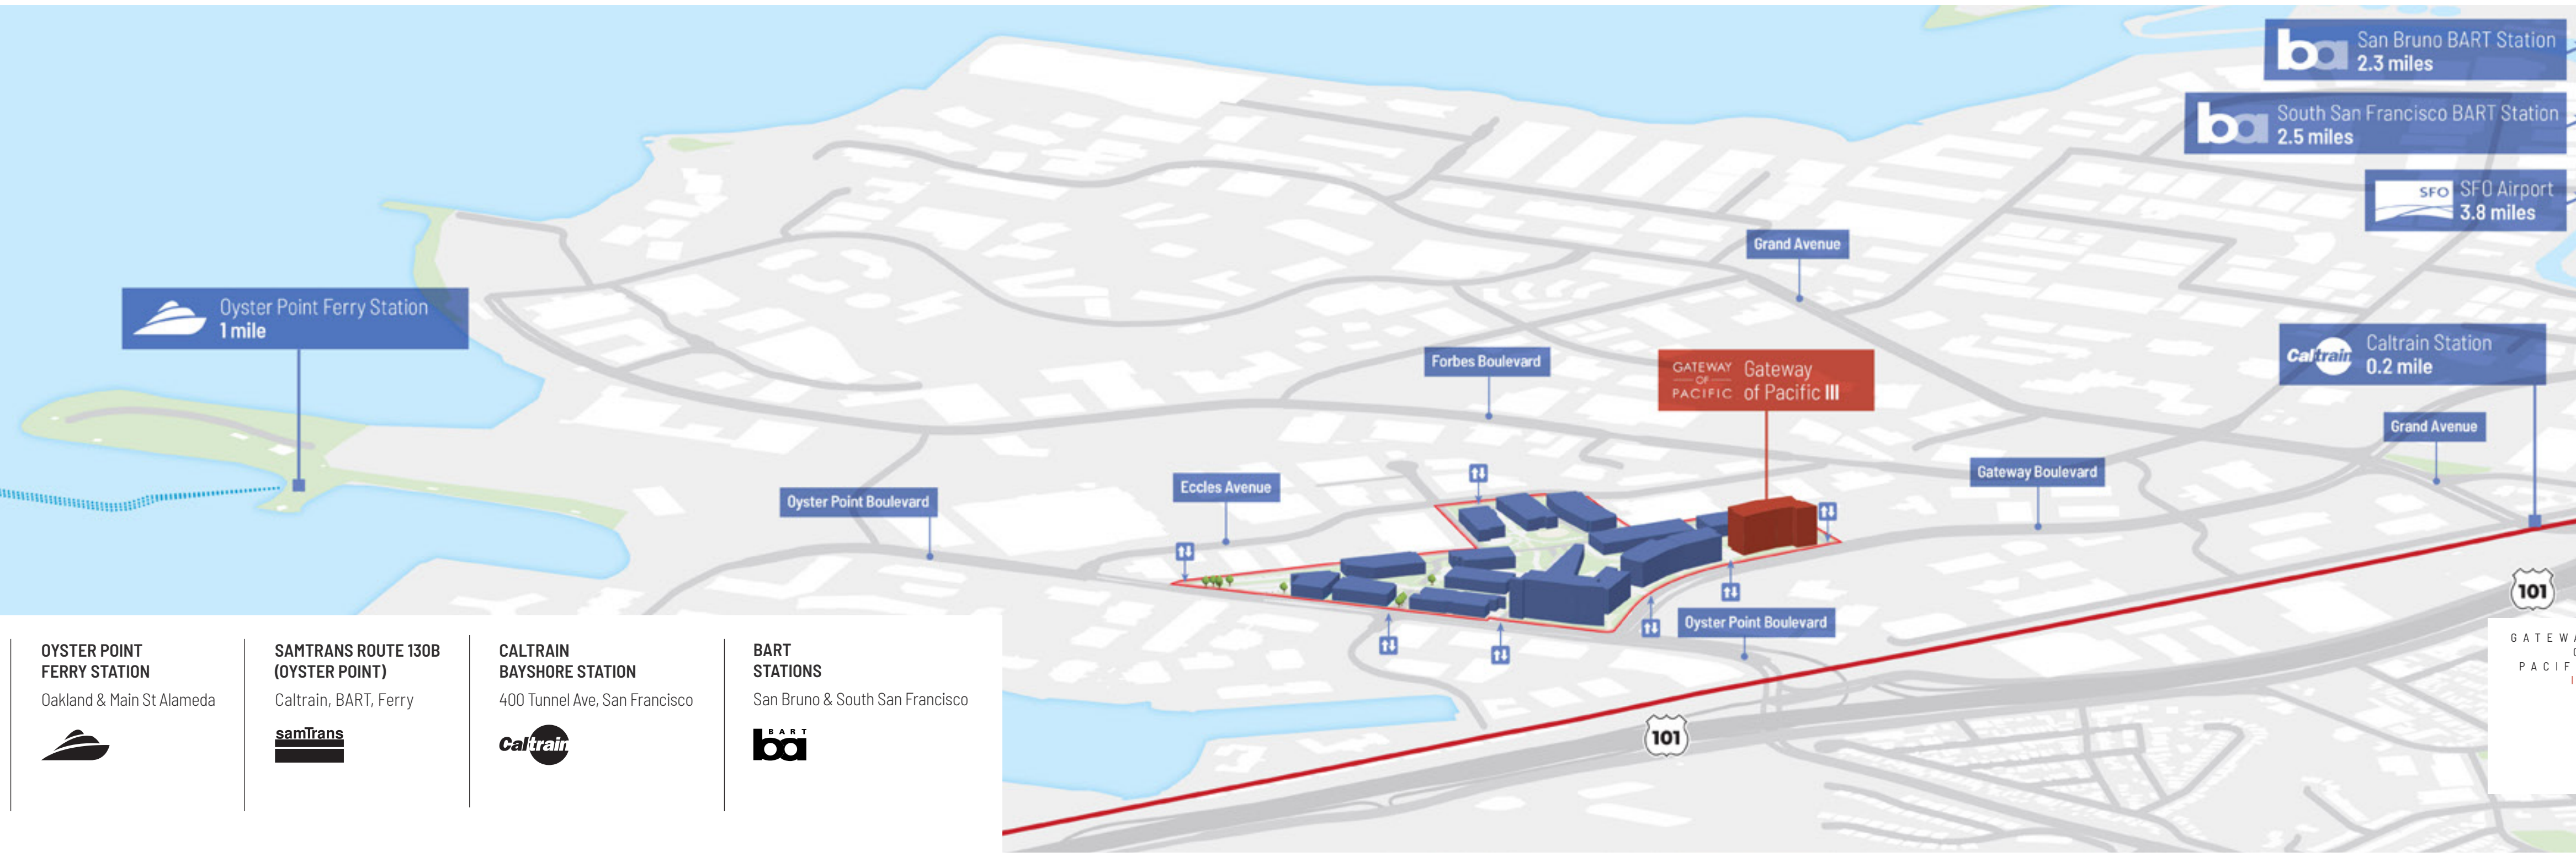 San Bruno BART Station
2.3 miles
South San Francisco BART Station
2.5 miles
SFO
SFO Airport
3.8 miles
Grand Avenue
Oyster Point Ferry Station
1 mile
Forbes Boulevard
GATEWAY
OF
PACIFIC
Gateway
of Pacific III
Caltrain
Caltrain Station
0.2 mile
Grand Avenue
Gateway Boulevard
Eccles Avenue
Oyster Point Boulevard
Oyster Point Boulevard
101
101
OYSTER POINT
FERRY STATION
Oakland & Main St Alameda
SAMTRANS ROUTE 130B
(OYSTER POINT)
Caltrain, BART, Ferry
samTrans
CALTRAIN
BAYSHORE STATION
400 Tunnel Ave, San Francisco
Caltrain
BART
STATIONS
San Bruno & South San Francisco
BART
ba
GATEW
PACIF